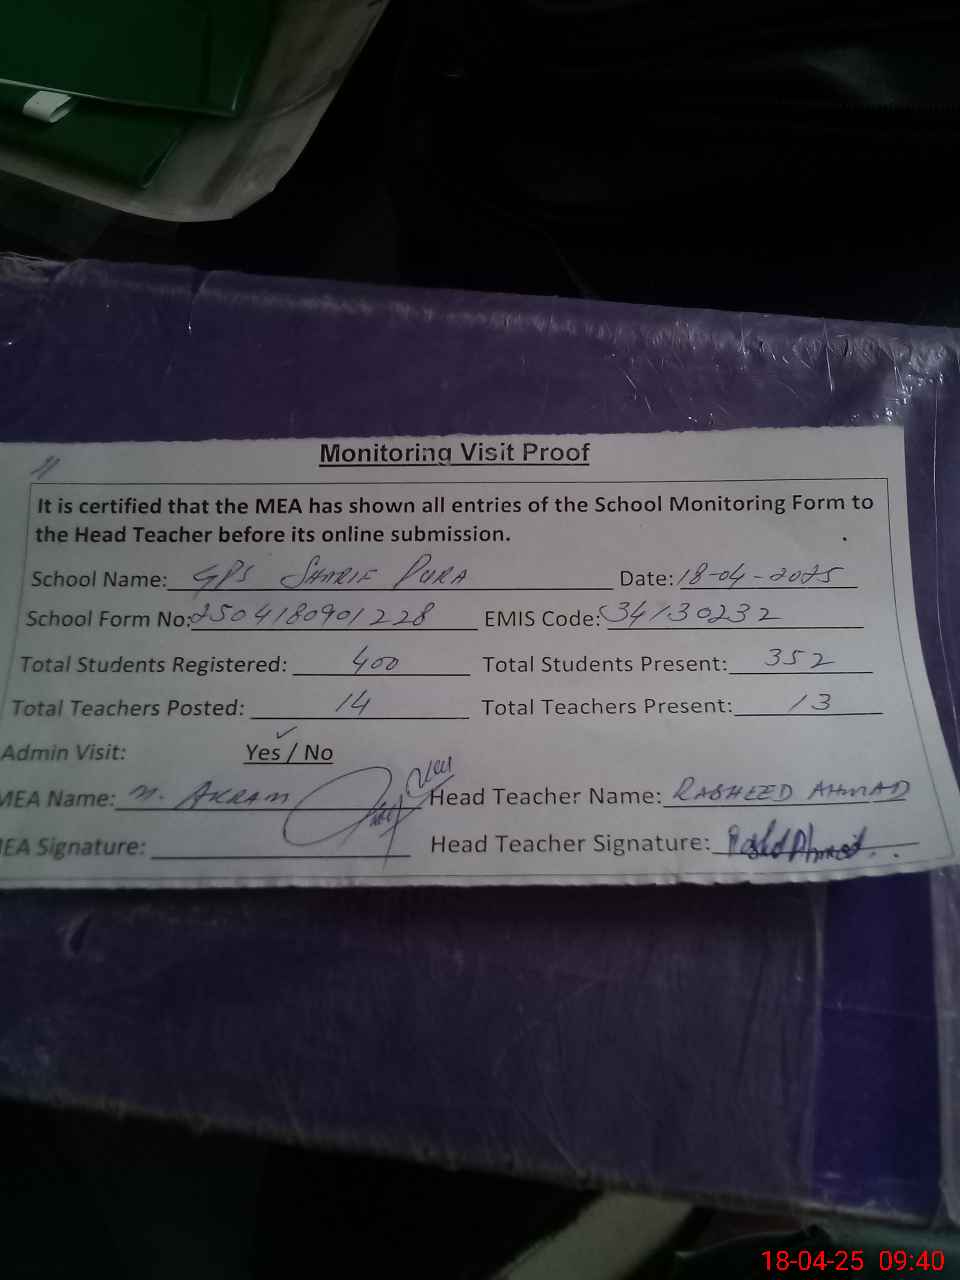 Monitoring Visit Proof
It is certified that the MEA has shown all entries of the School Monitoring Form to
the Head Teacher before its online submission.
School Name: GPS SHARIF PURA Date: 18-04-2025
School Form No: 2504180901228 EMIS Code: 34130232
Total Students Registered: 400 Total Students Present: 352
Total Teachers Posted: 14 Total Teachers Present: 13
Admin Visit: Yes / No
MEA Name: M. AKRAM Head Teacher Name: RASHEED AHMAD
EA Signature: Head Teacher Signature: Rashid Ahmad
18-04-25 09:40